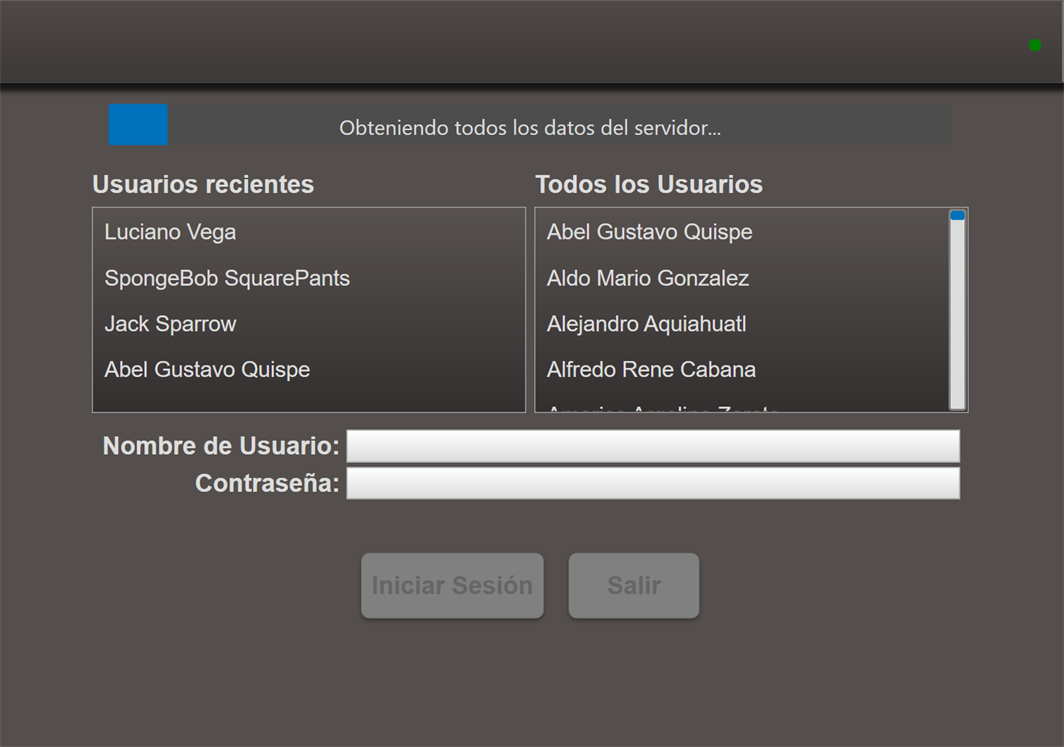 Obteniendo todos los datos del servidor...
Usuarios recientes
Luciano Vega
SpongeBob SquarePants
Jack Sparrow
Abel Gustavo Quispe
Todos los Usuarios
Abel Gustavo Quispe
Aldo Mario Gonzalez
Alejandro Aquiahuatl
Alfredo Rene Cabana
Nombre de Usuario:
Contraseña:
Iniciar Sesión
Salir